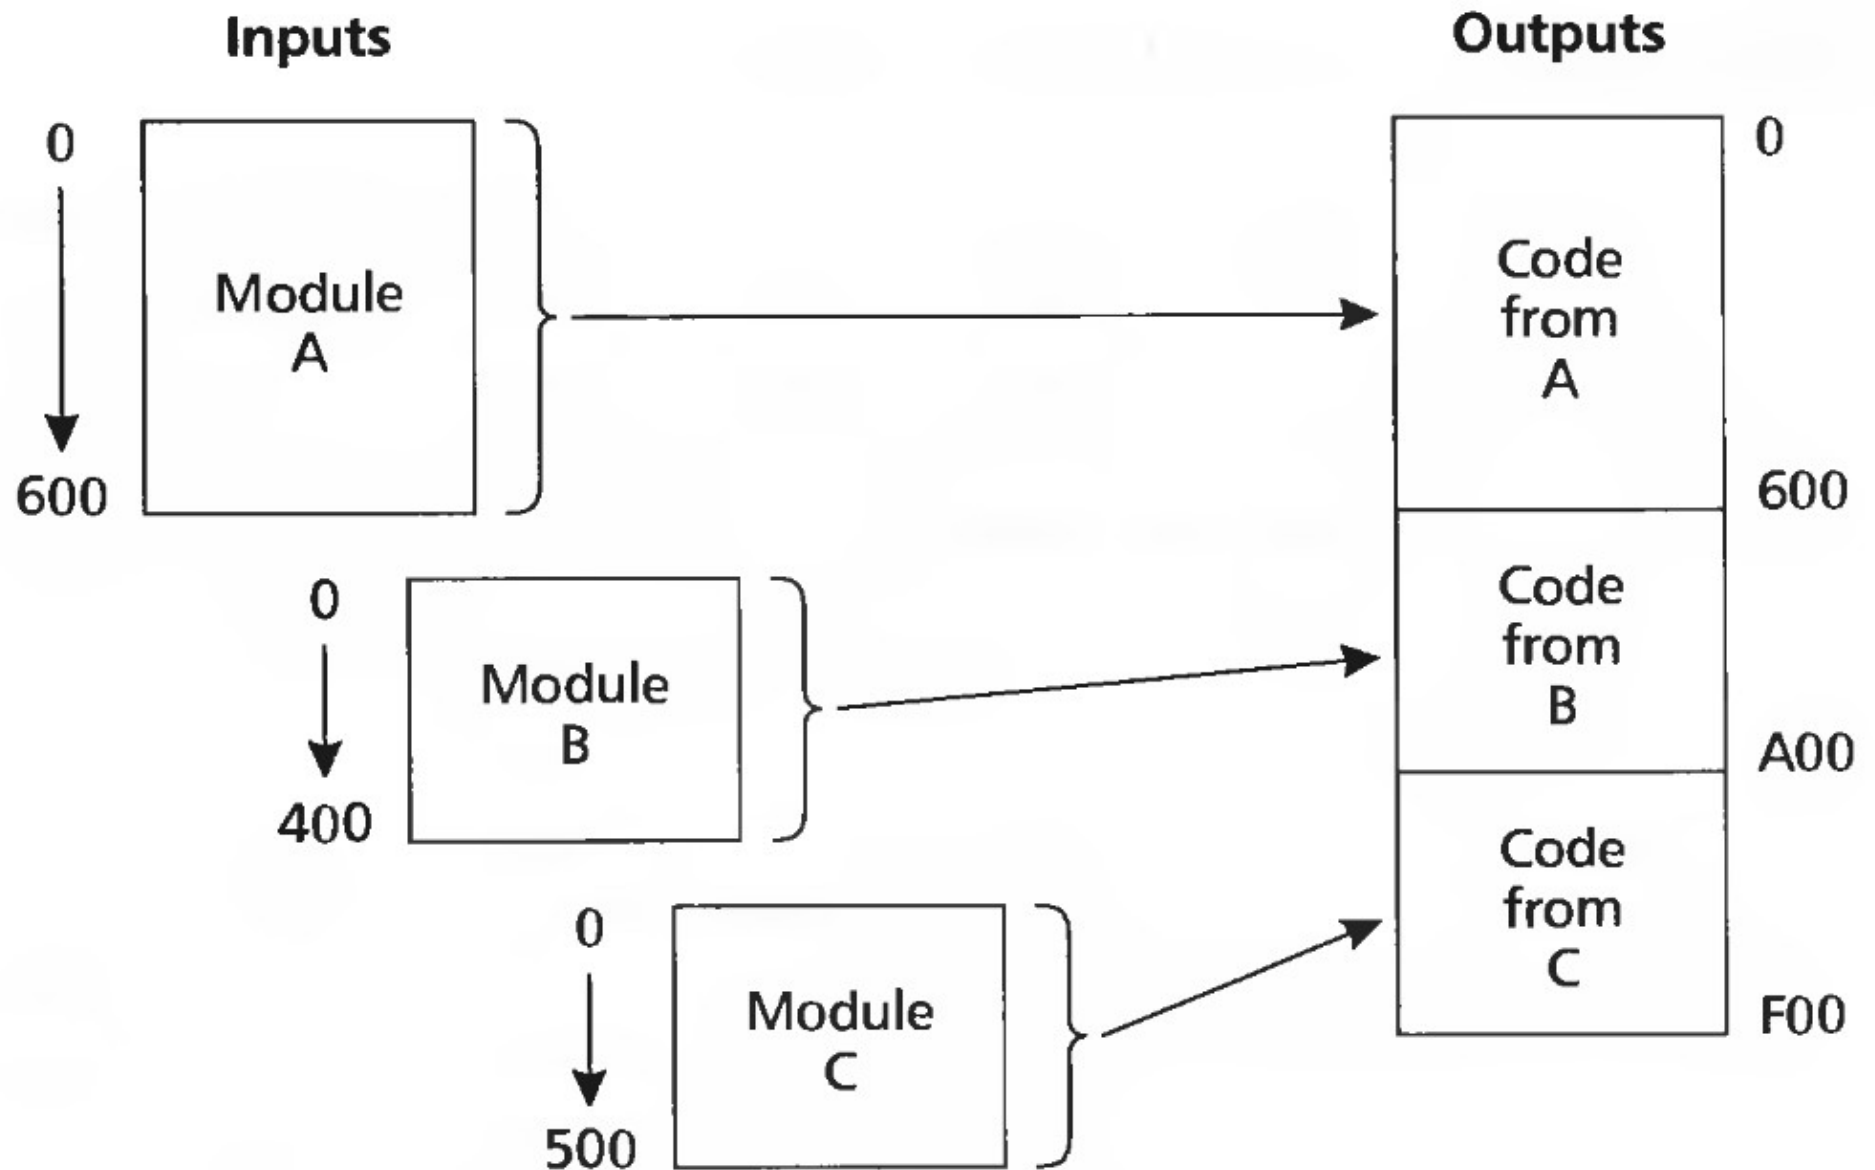 Inputs
Outputs
0
Module
A
600
0
Code
from
A
600
0
Module
B
400
Code
from
B
A00
0
Module
C
500
Code
from
C
F00